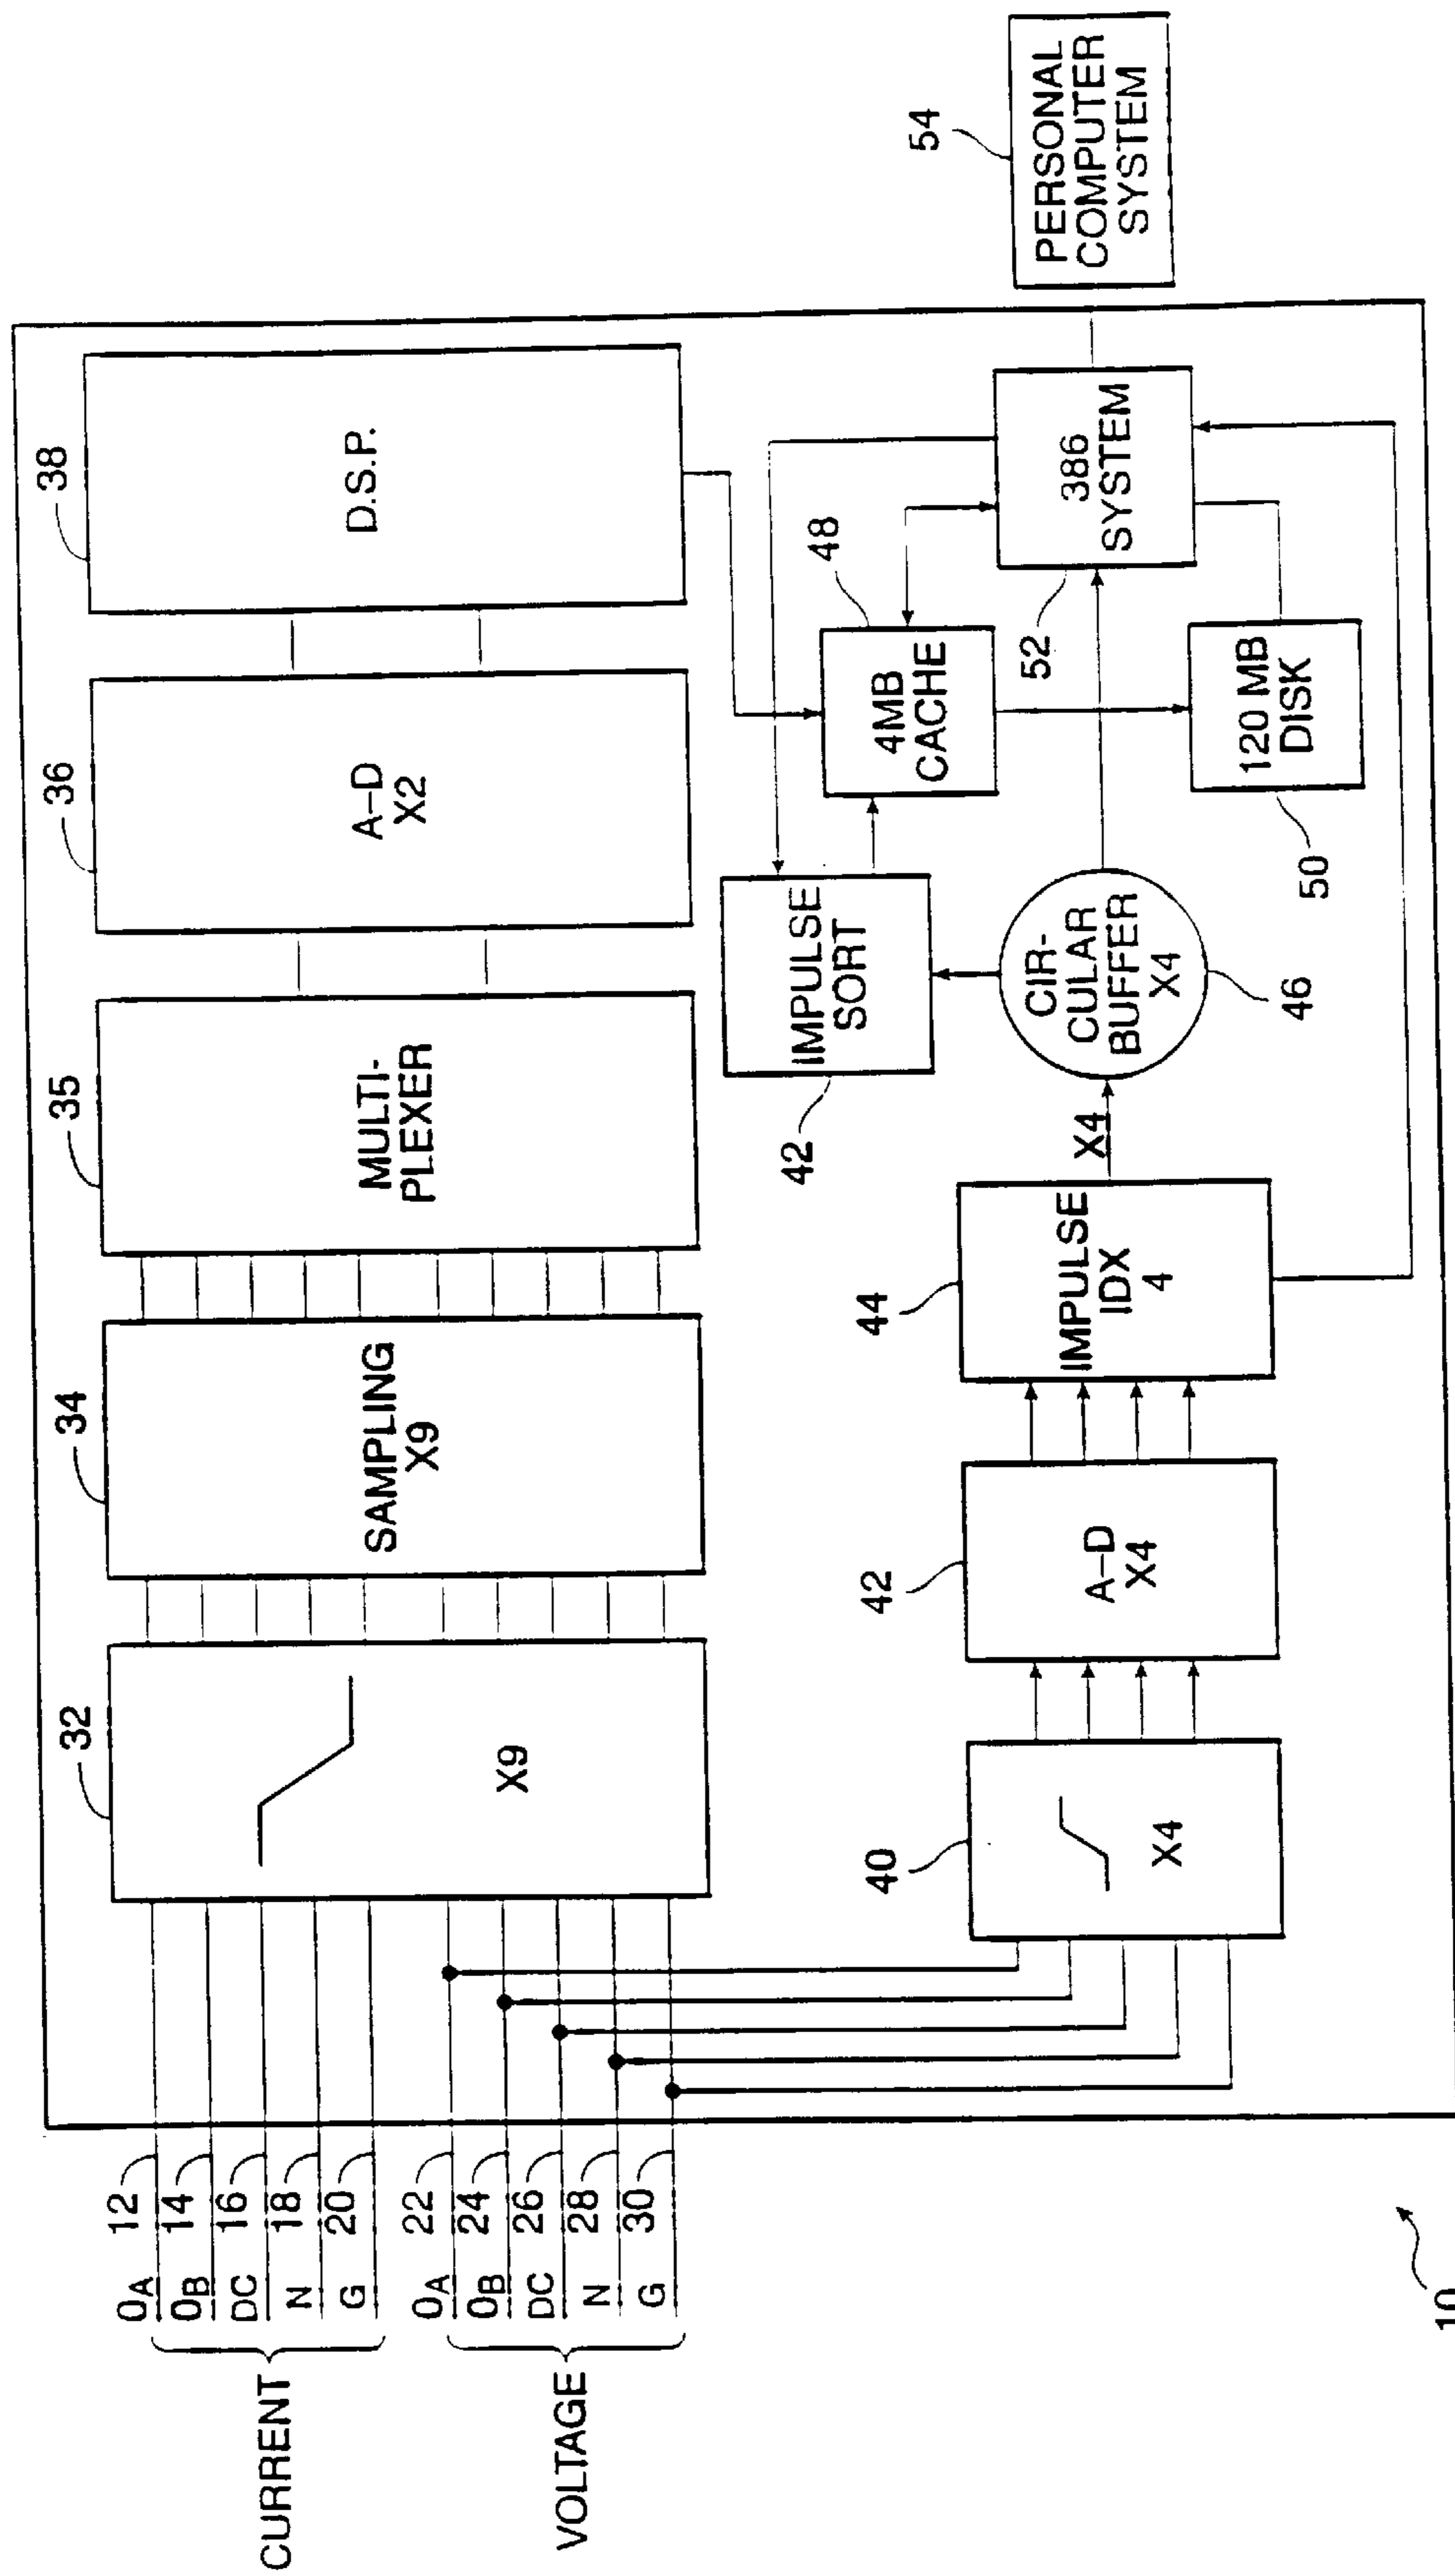 CURRENT
0A 12
0B 14
DC 16
N 18
G 20
VOLTAGE
0A 22
0B 24
DC 26
N 28
G 30
32
X9
34
SAMPLING
X9
35
MULTI-
PLEXER
36
A-D
X2
38
D.S.P.
40
X4
42
A-D
X4
44
IMPULSE
IDX
4
X4
CIR-
CULAR
BUFFER
X4
46
42
IMPULSE
SORT
48
4MB
CACHE
120 MB
DISK
50
52
386
SYSTEM
54
PERSONAL
COMPUTER
SYSTEM
10